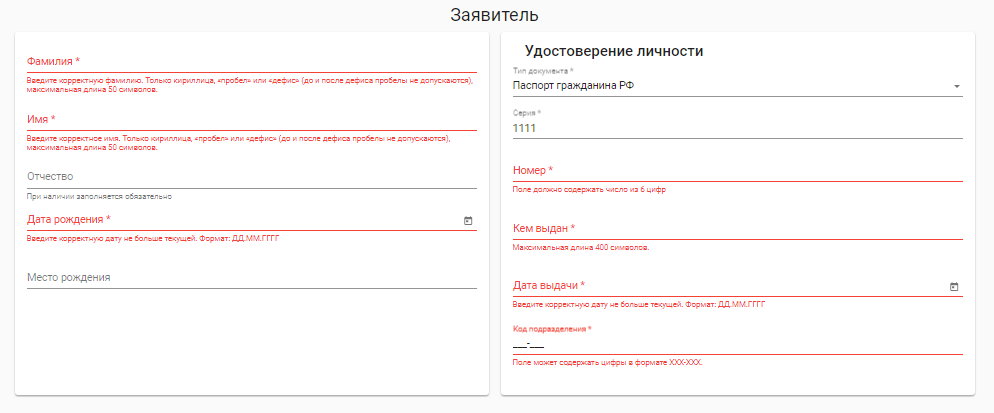 Заявитель
Фамилия *
Введите корректную фамилию. Только кириллица, «пробел» или «дефис» (до и после дефиса пробелы не допускаются),
максимальная длина 50 символов.
Имя *
Введите корректное имя. Только кириллица, «пробел» или «дефис» (до и после дефиса пробелы не допускаются),
максимальная длина 50 символов.
Отчество
При наличии заполняется обязательно
Дата рождения *
Введите корректную дату не больше текущей. Формат: ДД.ММ.ГГГГ
Место рождения
Удостоверение личности
Тип документа *
Паспорт гражданина РФ
Серия *
1111
Номер *
Поле должно содержать число из 6 цифр
Кем выдан *
Максимальная длина 400 символов.
Дата выдачи *
Введите корректную дату не больше текущей. Формат: ДД.ММ.ГГГГ
Код подразделения *
___-___
Поле может содержать цифры в формате XXX-XXX.